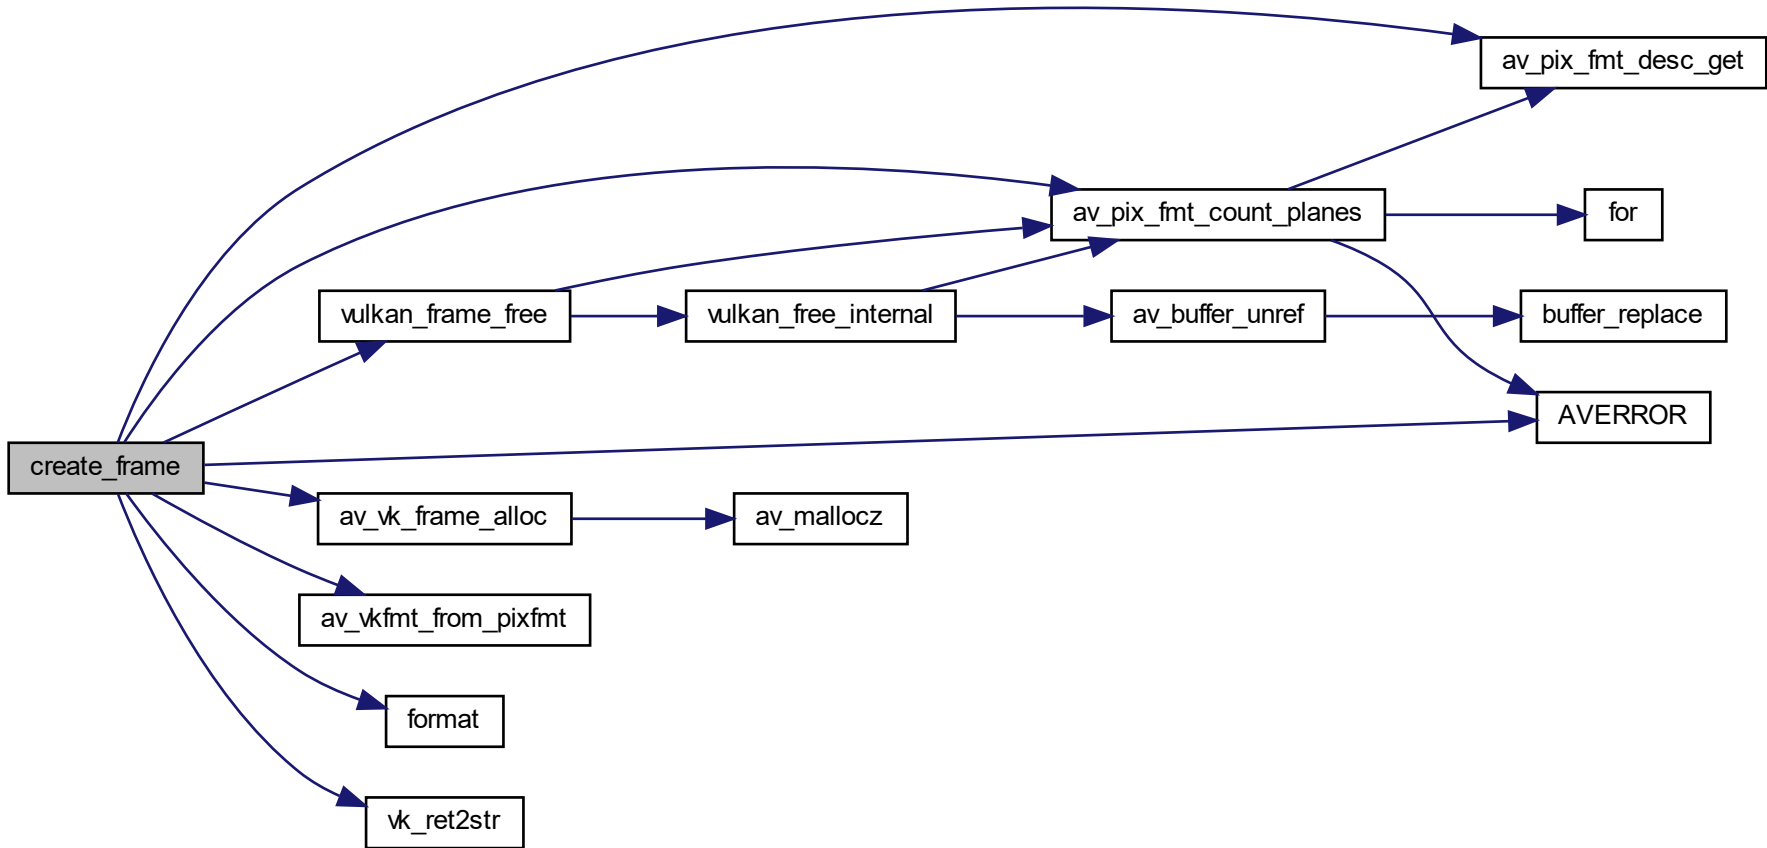 av_pix_fmt_desc_get
av_pix_fmt_count_planes
for
vulkan_frame_free
vulkan_free_internal
av_buffer_unref
buffer_replace
AVERROR
create_frame
av_vk_frame_alloc
av_mallocz
av_vkfmt_from_pixfmt
format
vk_ret2str